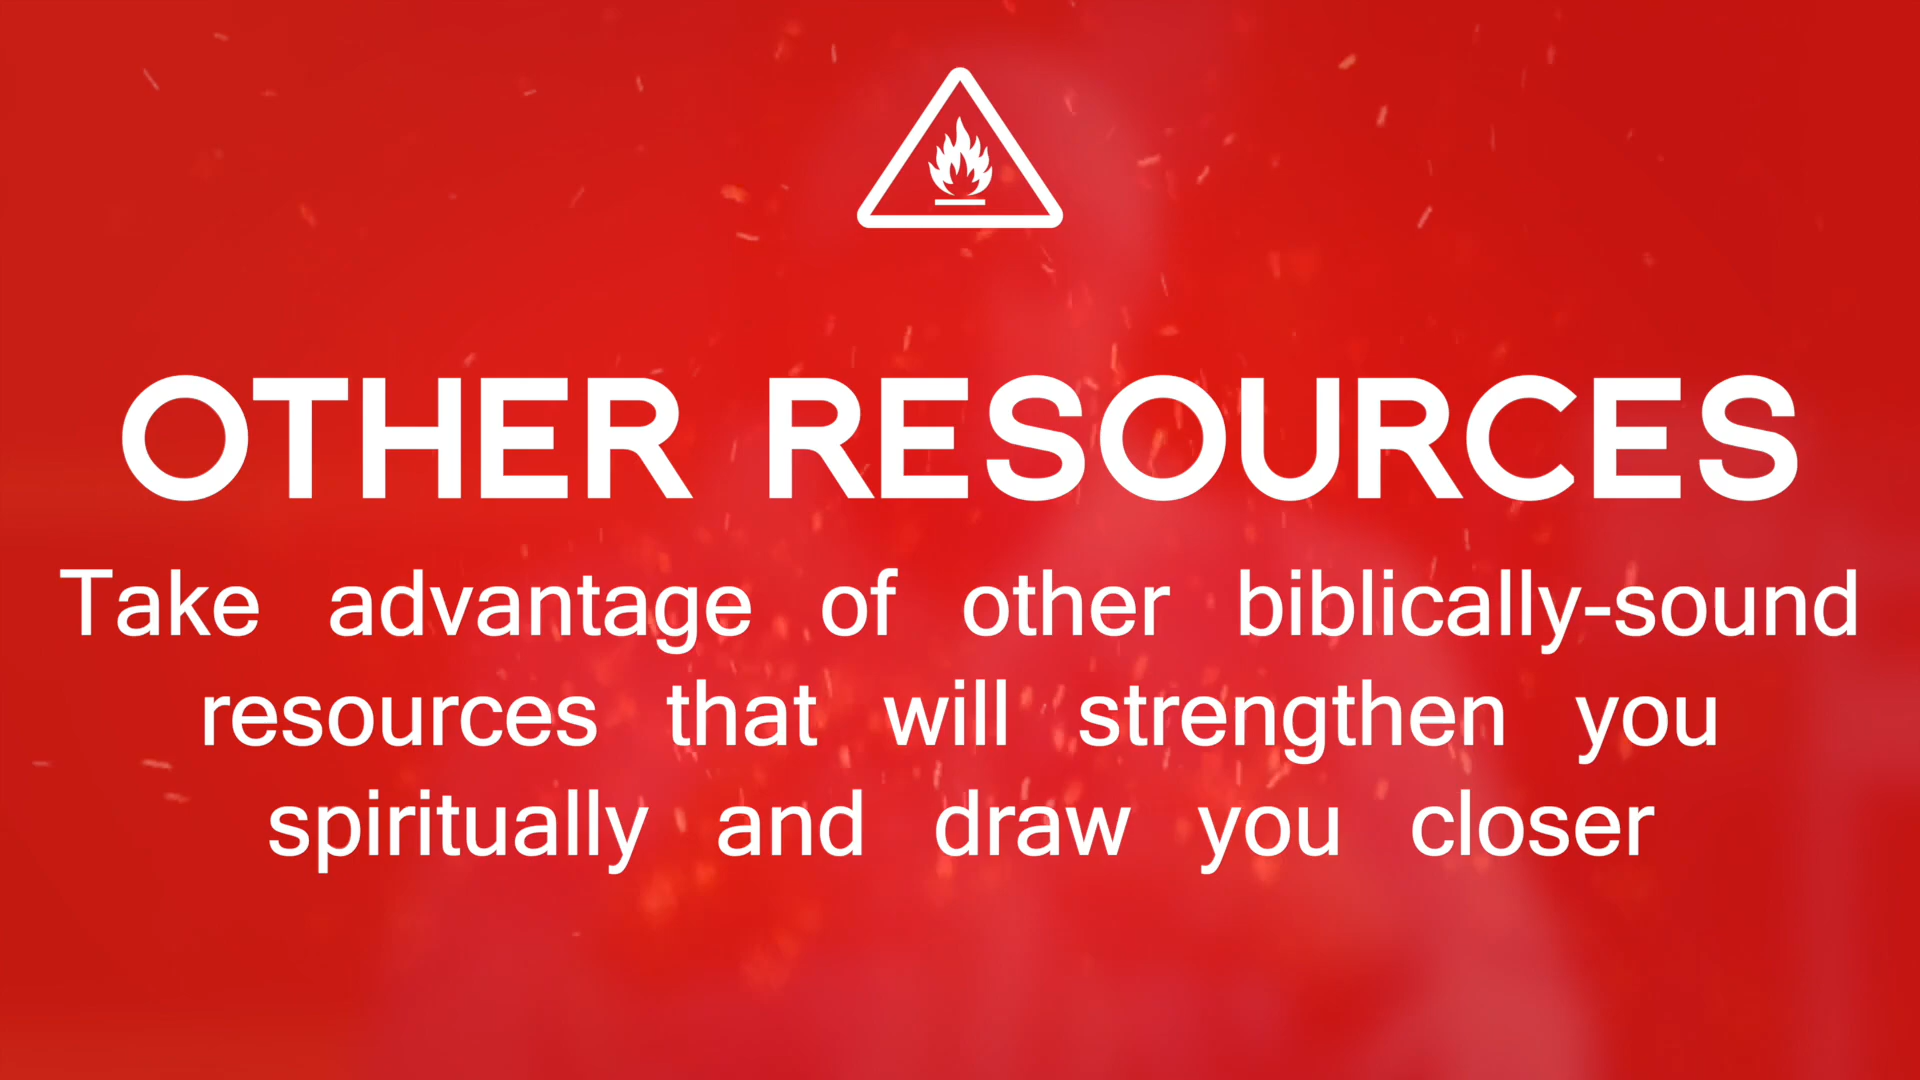 OTHER RESOURCES
Take advantage of other biblically-sound
resources that will strengthen you
spiritually and draw you closer